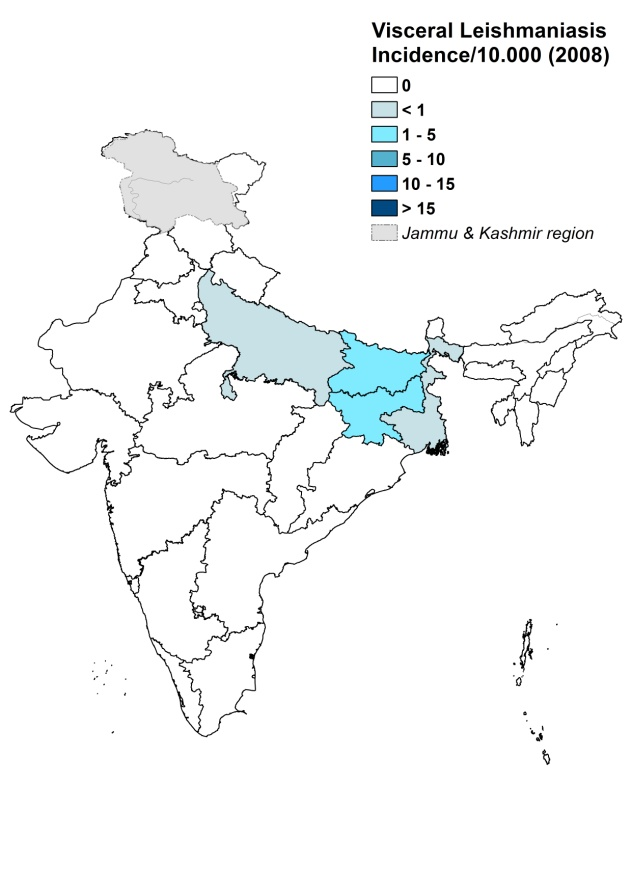 Visceral Leishmaniasis
Incidence/10.000 (2008)
0
< 1
1 - 5
5 - 10
10 - 15
> 15
Jammu & Kashmir region